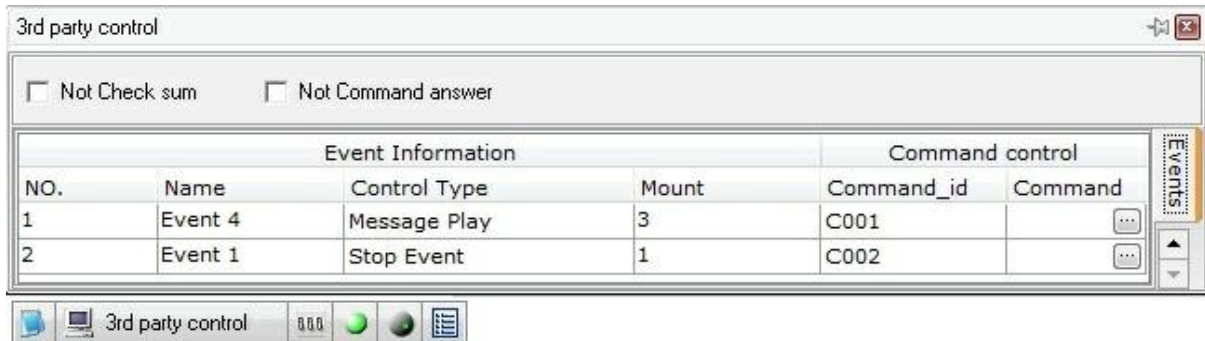 3rd party control
Not Check sum Not Command answer
Event Information Command control
NO. Name Control Type Mount Command_id Command
1 Event 4 Message Play 3 C001 ...
2 Event 1 Stop Event 1 C002 ...
Events
3rd party control